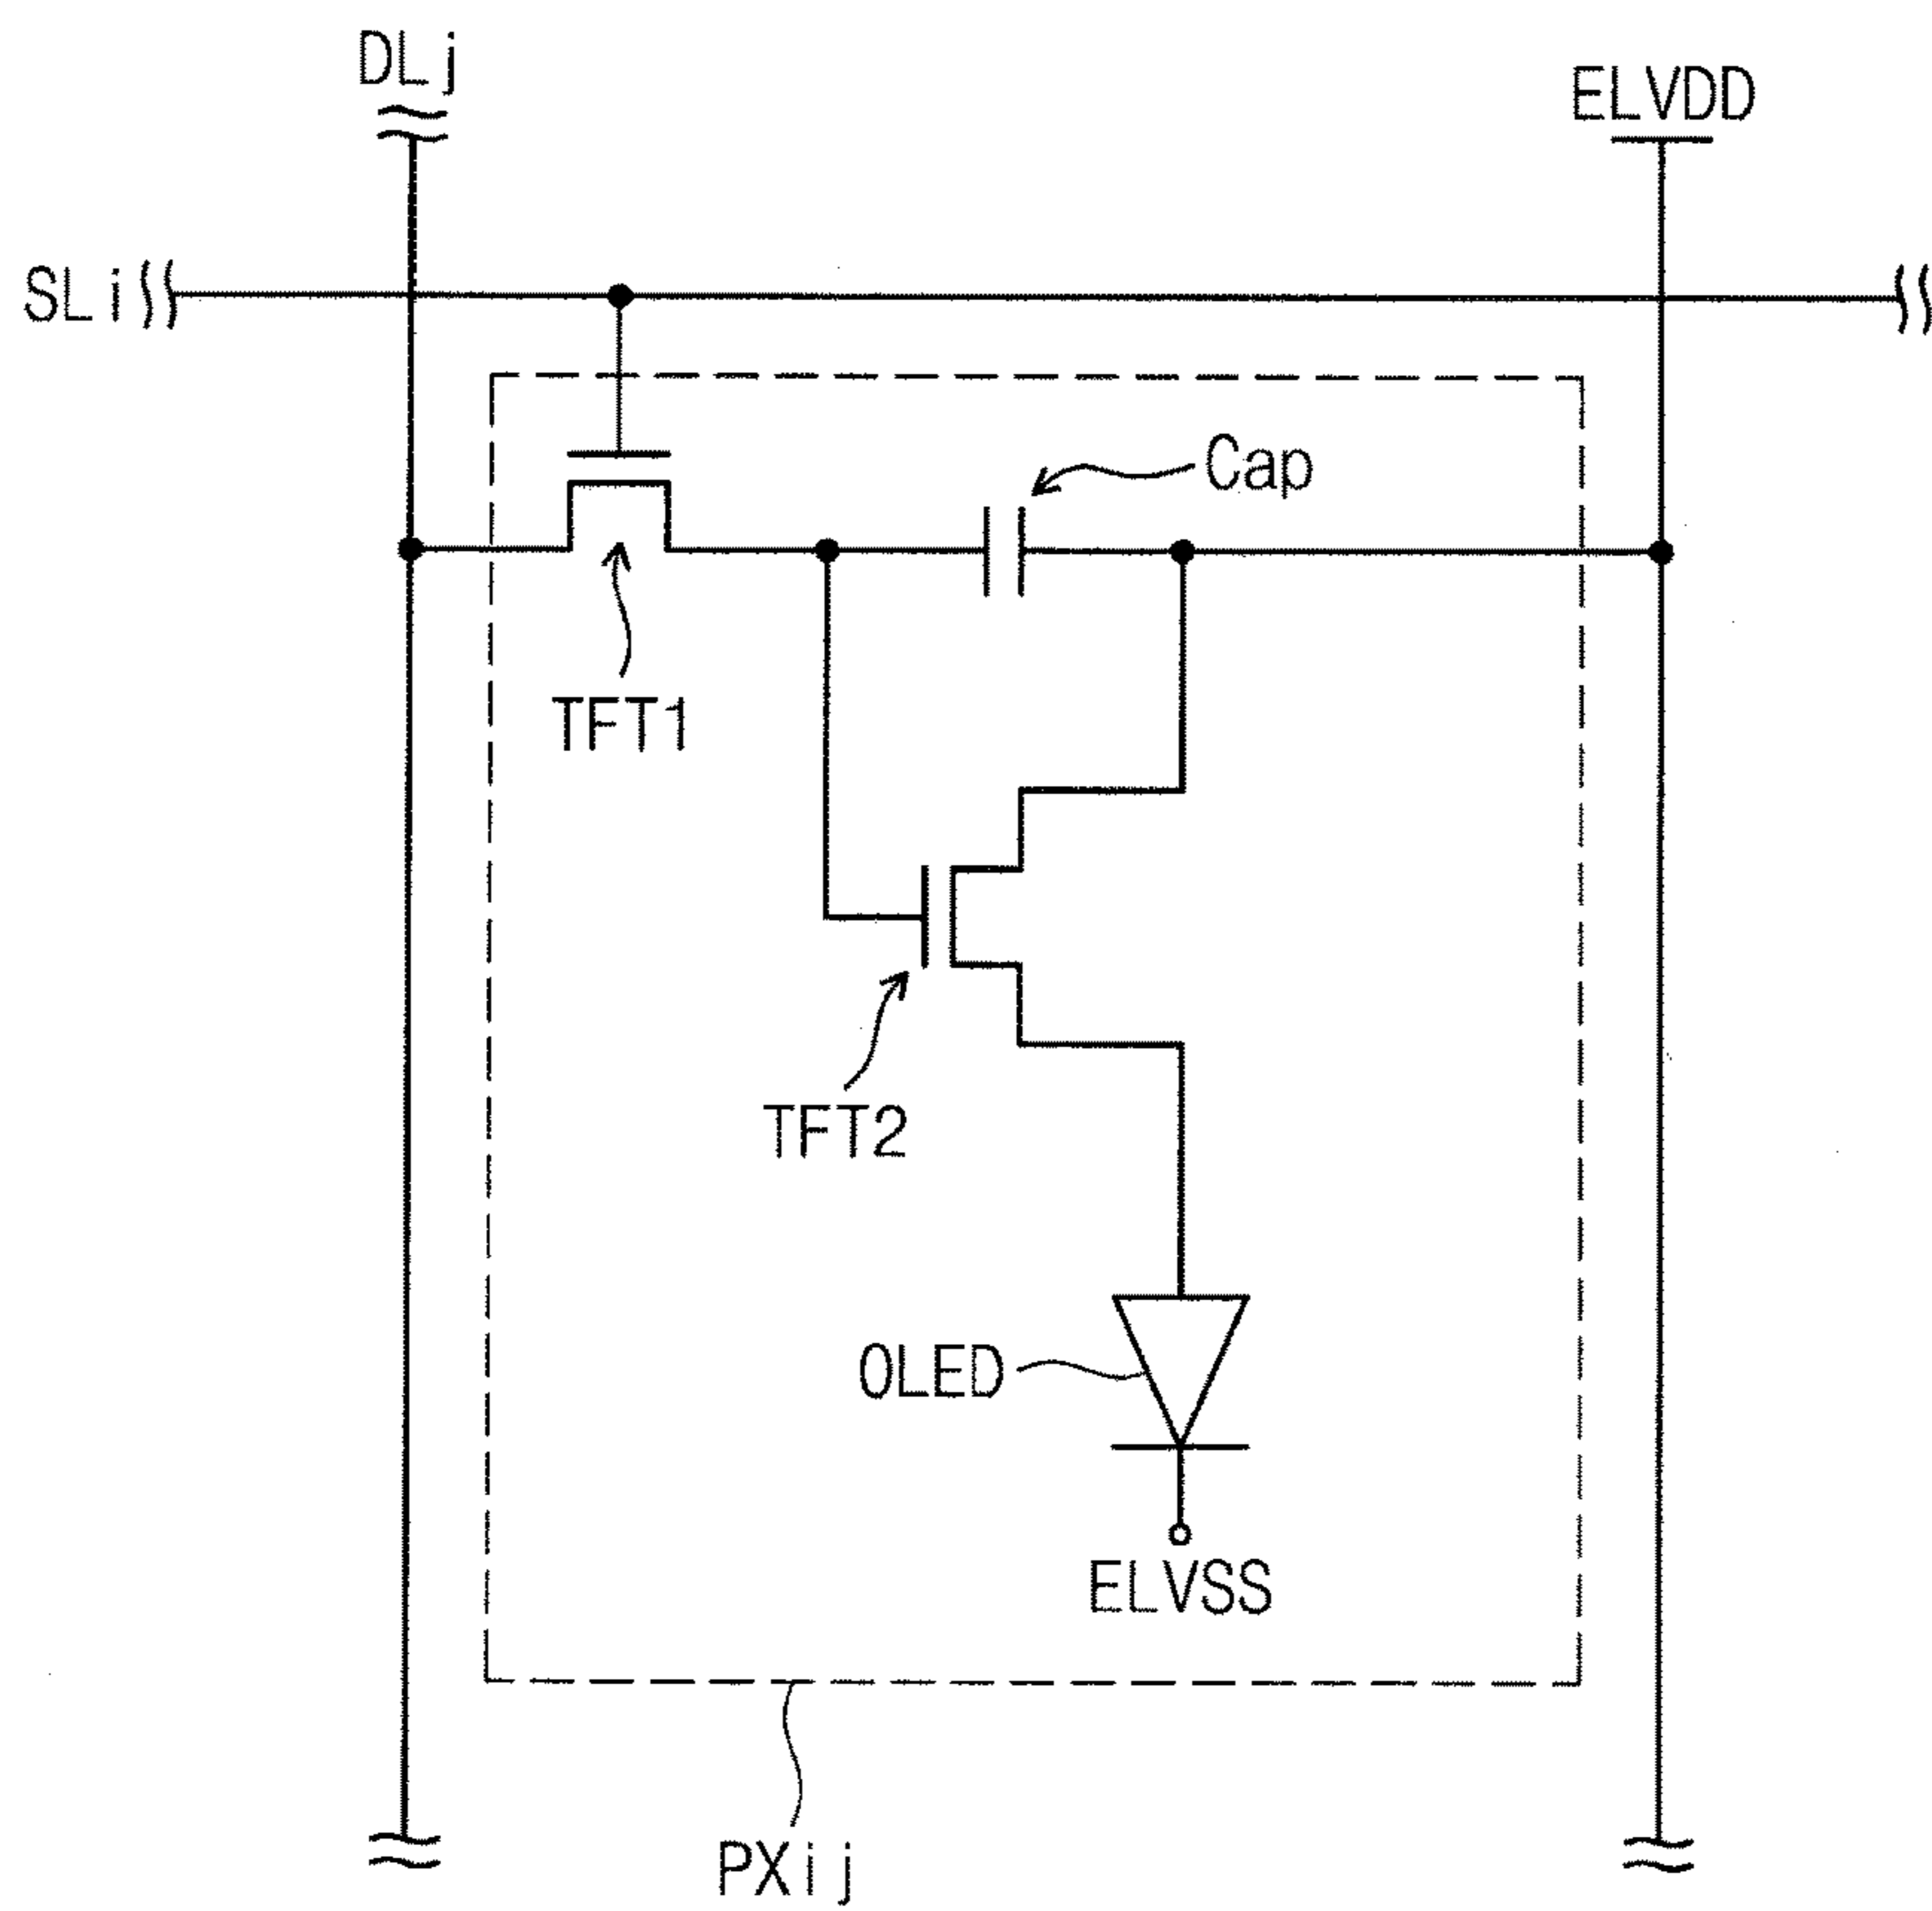 DLj
ELVDD
SLi
Cap
TFT1
TFT2
OLED
ELVSS
PXij